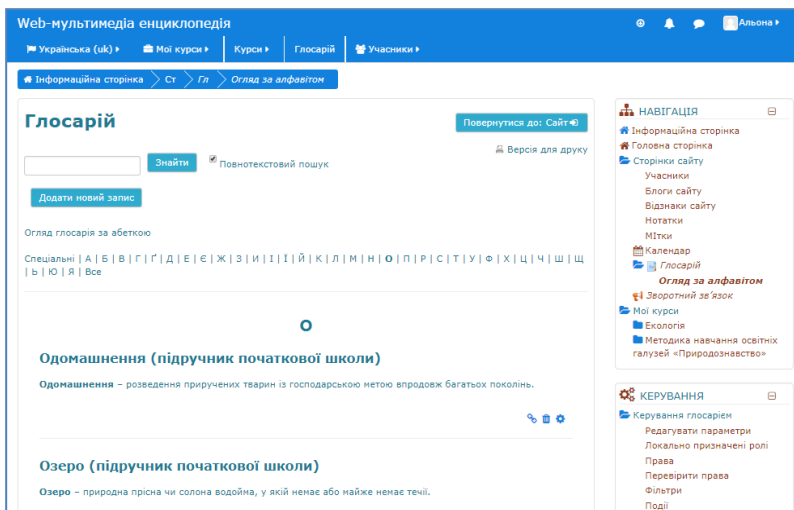 Web-мультимедіа енциклопедія
Альона
Українська (uk)
Мої курси
Курси
Глосарій
Учасники
Інформаційна сторінка
Ст
Гл
Огляд за алфавітом
Глосарій
Повернутися до: Сайт
Версія для друку
Знайти
Повнотекстовий пошук
Додати новий запис
Огляд глосарія за абеткою
Спеціальні | А | Б | В | Г | Ґ | Д | Е | Є | Ж | З | И | І | Ї | Й | К | Л | М | Н | О | П | Р | С | Т | У | Ф | Х | Ц | Ч | Ш | Щ
| Ь | Ю | Я | Все
О
Одомашнення (підручник початкової школи)
Одомашнення – розведення приручених тварин із господарською метою впродовж багатьох поколінь.
Озеро (підручник початкової школи)
Озеро – природна прісна чи солона водойма, у якій немає або майже немає течії.
НАВІГАЦІЯ
Інформаційна сторінка
Головна сторінка
Сторінки сайту
Учасники
Блоги сайту
Відзнаки сайту
Нотатки
Мітки
Календар
Глосарій
Огляд за алфавітом
Зворотний зв'язок
Мої курси
Екологія
Методика навчання освітніх
галузей «Природознавство»
КЕРУВАННЯ
Керування глосарієм
Редагувати параметри
Локально призначені ролі
Права
Перевірити права
Фільтри
Події